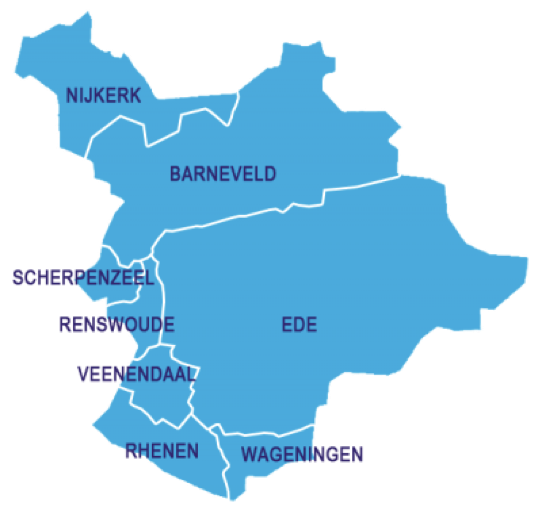 NIJKERK
BARNEVELD
SCHERPENZEEL
RENSWOUDE
EDE
VEENENDAAL
RHENEN
WAGENINGEN